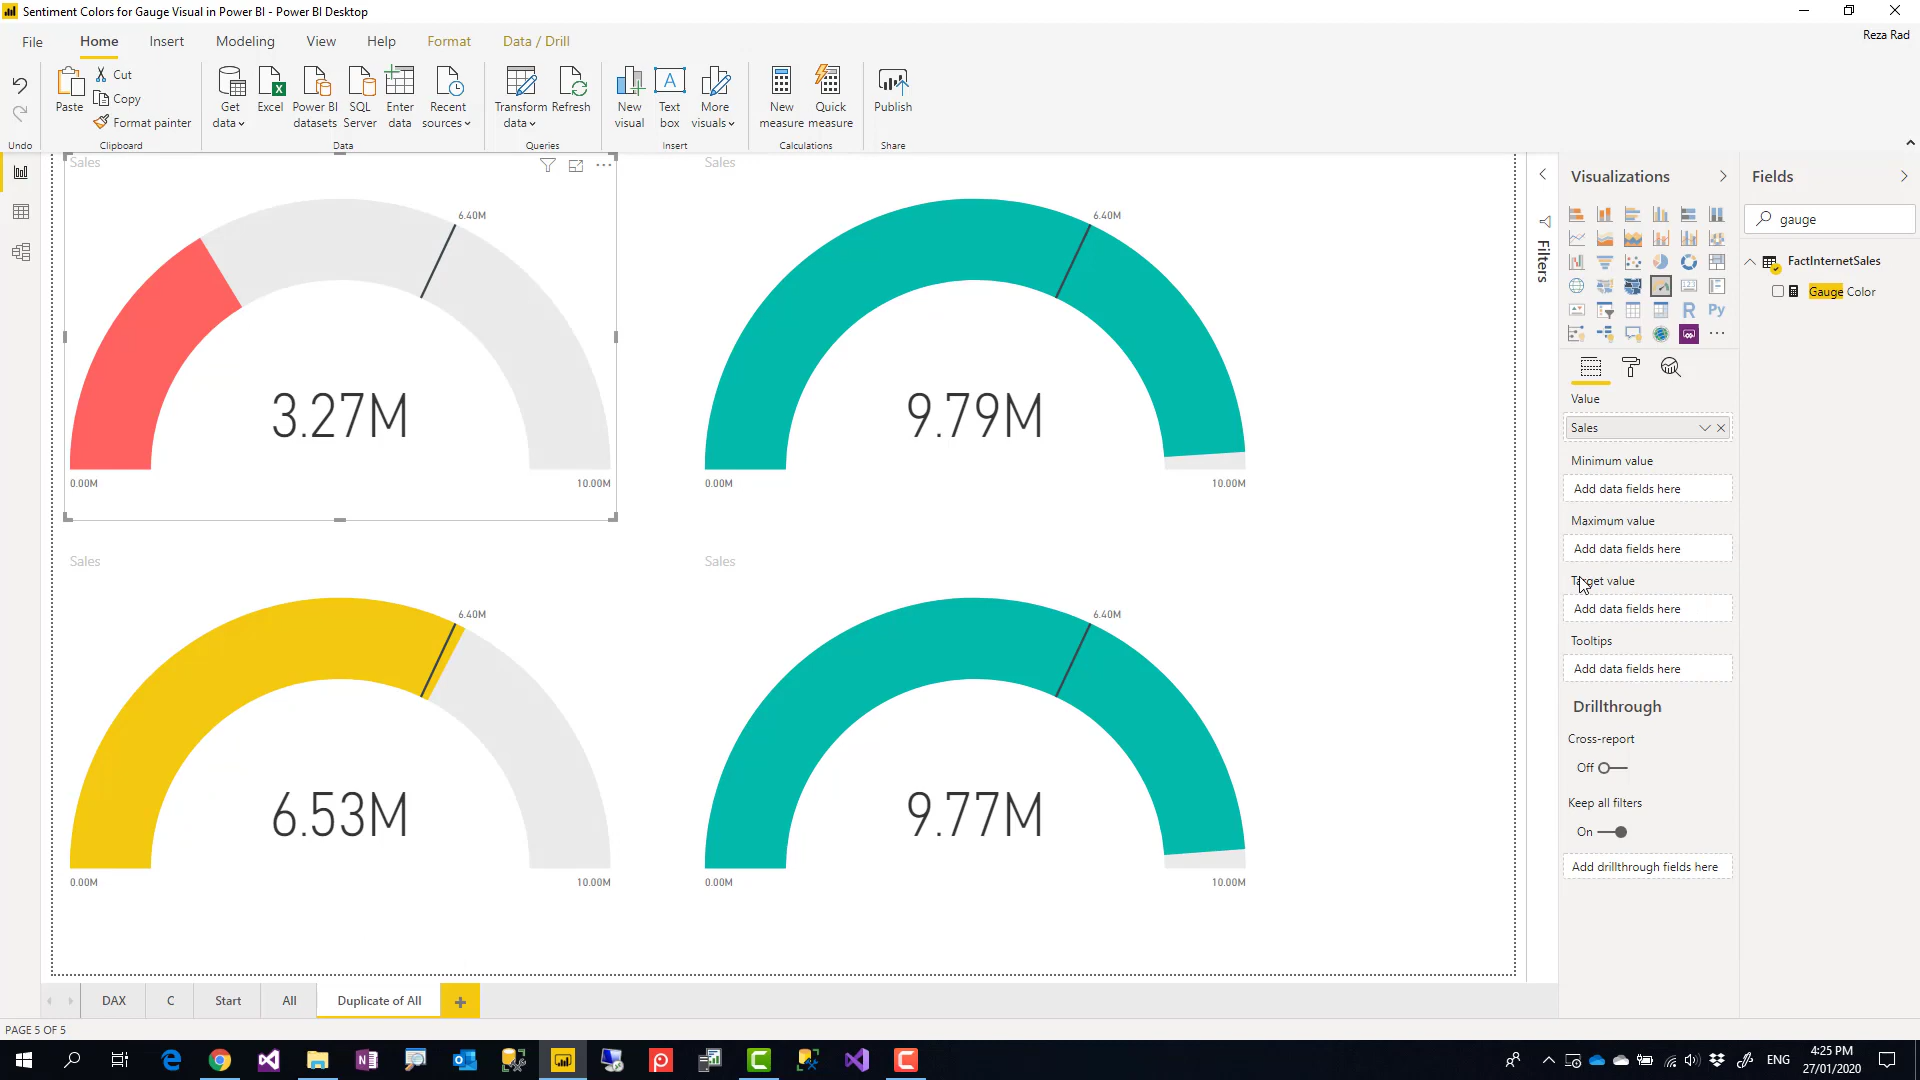 Sentiment Colors for Gauge Visual in Power BI - Power BI Desktop
Reza Rad
File
Home
Insert
Modeling
View
Help
Format
Data / Drill
Paste
Cut
Copy
Format painter
Get data
Excel
Power BI datasets
SQL Server
Enter data
Recent sources
Transform data
Refresh
New visual
Text box
More visuals
New measure
Quick measure
Publish
Undo
Clipboard
Data
Queries
Insert
Calculations
Share
Sales
6.40M
3.27M
0.00M
10.00M
Sales
6.40M
9.79M
0.00M
10.00M
Sales
6.40M
6.53M
0.00M
10.00M
Sales
6.40M
9.77M
0.00M
10.00M
Filters
Visualizations
R
Py
Value
Sales
Minimum value
Add data fields here
Maximum value
Add data fields here
Target value
Add data fields here
Tooltips
Add data fields here
Drillthrough
Cross-report
Off
Keep all filters
On
Add drillthrough fields here
Fields
gauge
FactInternetSales
Gauge Color
DAX
C
Start
All
Duplicate of All
PAGE 5 OF 5
ENG
4:25 PM
27/01/2020